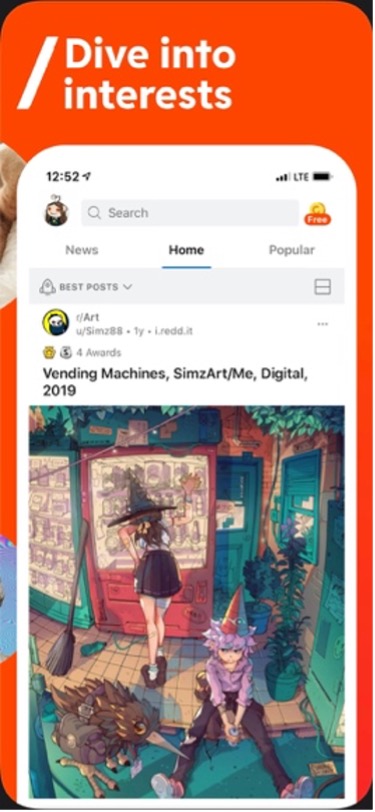 Dive into
interests
12:52
LTE
Search
Free
News Home Popular
BEST POSTS
r/Art
u/Simz88 • 1y • i.redd.it
4 Awards
Vending Machines, SimzArt/Me, Digital,
2019